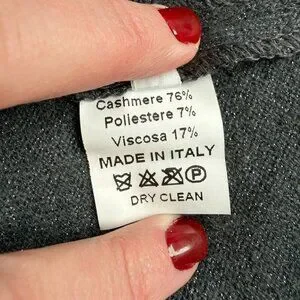 Cashmere 76%
Poliestere 7%
Viscosa 17%
MADE IN ITALY
P
DRY CLEAN